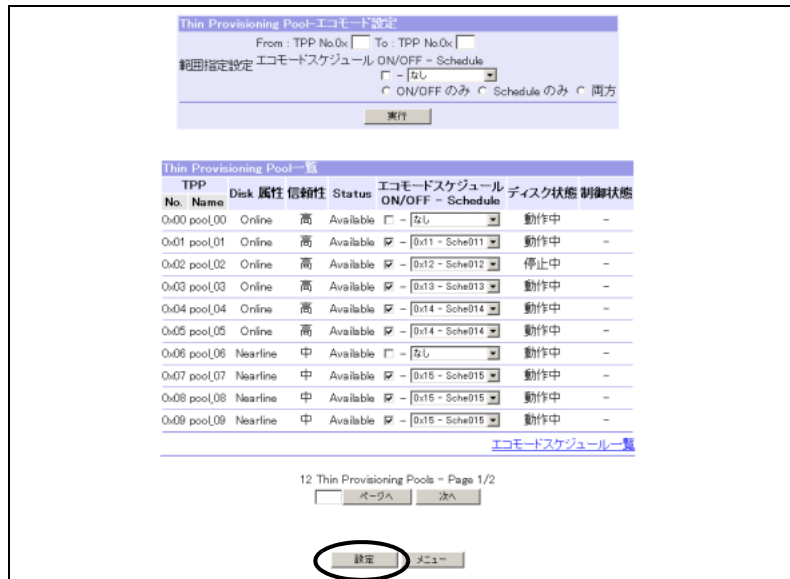 Thin Provisioning Pool-エコモード設定
From : TPP No.0x To : TPP No.0x
範囲指定設定 エコモードスケジュール ON/OFF - Schedule
- なし
ON/OFF のみ Schedule のみ 両方
実行
Thin Provisioning Pool一覧
TPP Disk 属性 信頼性 Status エコモードスケジュール ディスク状態 制御状態
No. Name ON/OFF - Schedule
0x00 pool_00 Online 高 Available - なし 動作中 -
0x01 pool_01 Online 高 Available - 0x11 - Sche011 動作中 -
0x02 pool_02 Online 高 Available - 0x12 - Sche012 停止中 -
0x03 pool_03 Online 高 Available - 0x13 - Sche013 動作中 -
0x04 pool_04 Online 高 Available - 0x14 - Sche014 動作中 -
0x05 pool_05 Online 高 Available - 0x14 - Sche014 動作中 -
0x06 pool_06 Nearline 中 Available - なし 動作中 -
0x07 pool_07 Nearline 中 Available - 0x15 - Sche015 動作中 -
0x08 pool_08 Nearline 中 Available - 0x15 - Sche015 動作中 -
0x09 pool_09 Nearline 中 Available - 0x15 - Sche015 動作中 -
エコモードスケジュール一覧
12 Thin Provisioning Pools - Page 1/2
ページへ 次へ
設定 メニュー